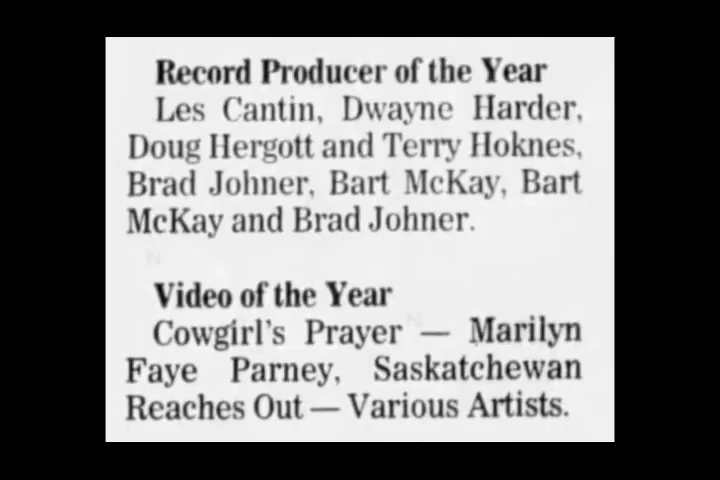 Record Producer of the Year
Les Cantin, Dwayne Harder,
Doug Hergott and Terry Hoknes,
Brad Johner, Bart McKay, Bart
McKay and Brad Johner.
Video of the Year
Cowgirl's Prayer — Marilyn
Faye Parney, Saskatchewan
Reaches Out — Various Artists.